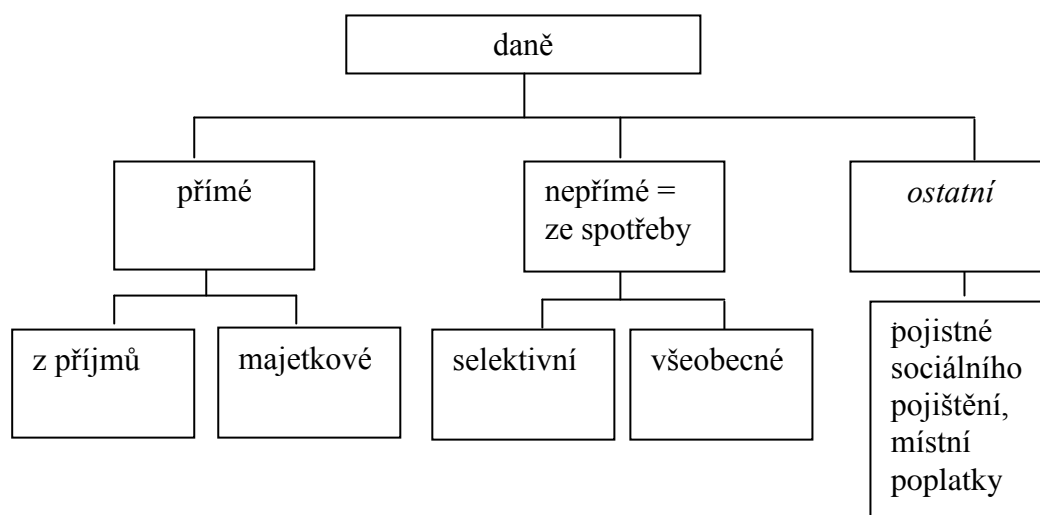 daně
přímé
nepřímé =
ze spotřeby
ostatní
z příjmů
majetkové
selektivní
všeobecné
pojistné
sociálního
pojištění,
místní
poplatky